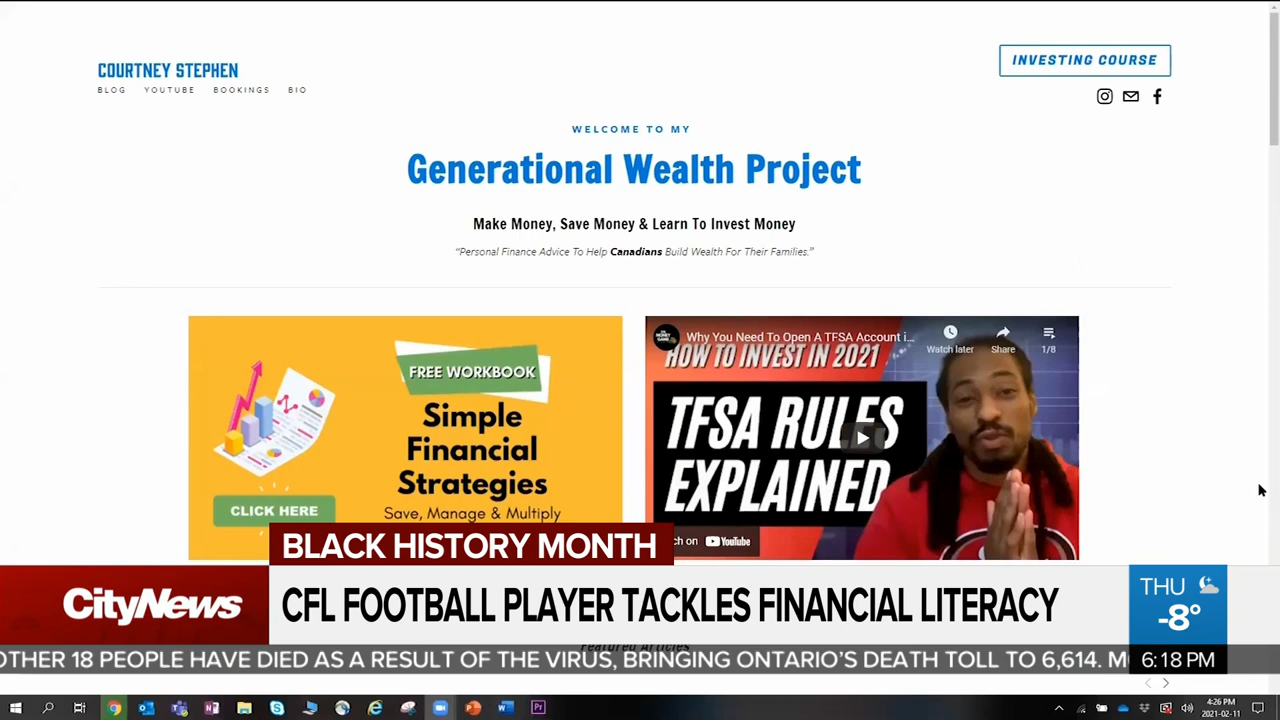 COURTNEY STEPHEN
BLOG YOUTUBE BOOKINGS BIO
INVESTING COURSE
WELCOME TO MY
Generational Wealth Project
Make Money, Save Money & Learn To Invest Money
"Personal Finance Advice To Help Canadians Build Wealth For Their Families."
FREE WORKBOOK
Simple
Financial
Strategies
Save, Manage & Multiply
CLICK HERE
Why You Need To Open A TFSA Account i...
Watch later Share 1/8
HOW TO INVEST IN 2021
TFSA RULES
EXPLAINED
ch on YouTube
BLACK HISTORY MONTH
CityNews
CFL FOOTBALL PLAYER TACKLES FINANCIAL LITERACY
THU
-8°
Featured Articles
OTHER 18 PEOPLE HAVE DIED AS A RESULT OF THE VIRUS, BRINGING ONTARIO'S DEATH TOLL TO 6,614. M
6:18 PM
4:26 PM
2021-02-11